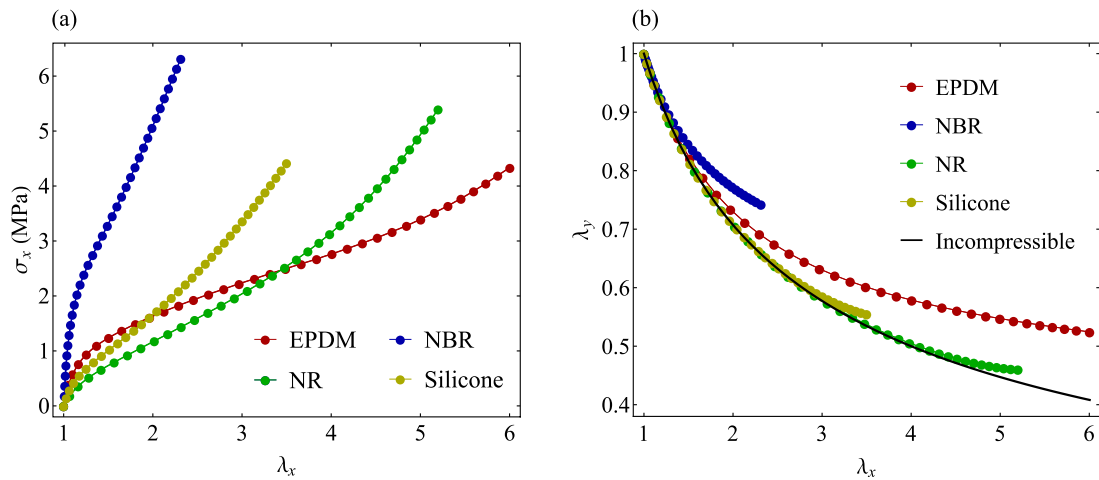 (a)
σx (MPa)
6
5
4
3
2
1
0
EPDM
NBR
NR
Silicone
1 2 3 4 5 6
λx
(b)
λy
1
0.9
0.8
0.7
0.6
0.5
0.4
EPDM
NBR
NR
Silicone
Incompressible
1 2 3 4 5 6
λx